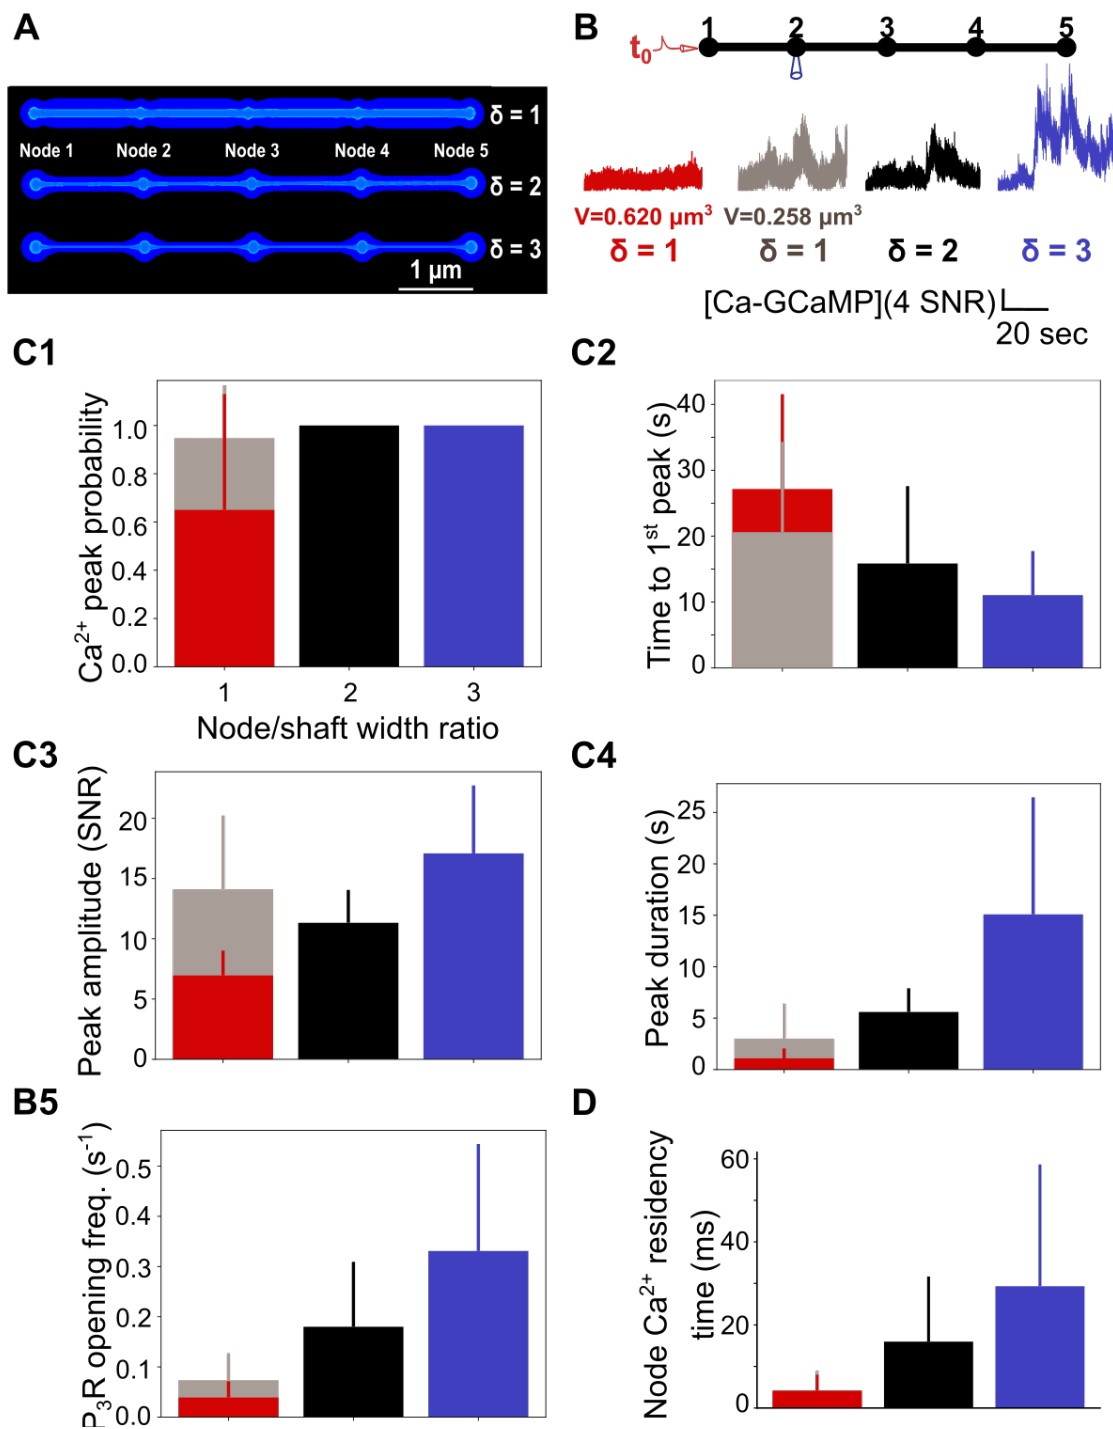 A
δ = 1
Node 1 Node 2 Node 3 Node 4 Node 5
δ = 2
δ = 3
1 µm
B
1 2 3 4 5
t0
V=0.620 µm³ V=0.258 µm³
δ = 1 δ = 1 δ = 2 δ = 3
[Ca-GCaMP](4 SNR)
20 sec
C1
Ca²⁺ peak probability
1.0
0.8
0.6
0.4
0.2
0.0
1 2 3
Node/shaft width ratio
C2
Time to 1st peak (s)
40
30
20
10
0
C3
Peak amplitude (SNR)
20
15
10
5
0
C4
Peak duration (s)
25
20
15
10
5
0
B5
P3R opening freq. (s⁻¹)
0.5
0.4
0.3
0.2
0.1
0.0
D
Node Ca²⁺ residency
time (ms)
60
40
20
0